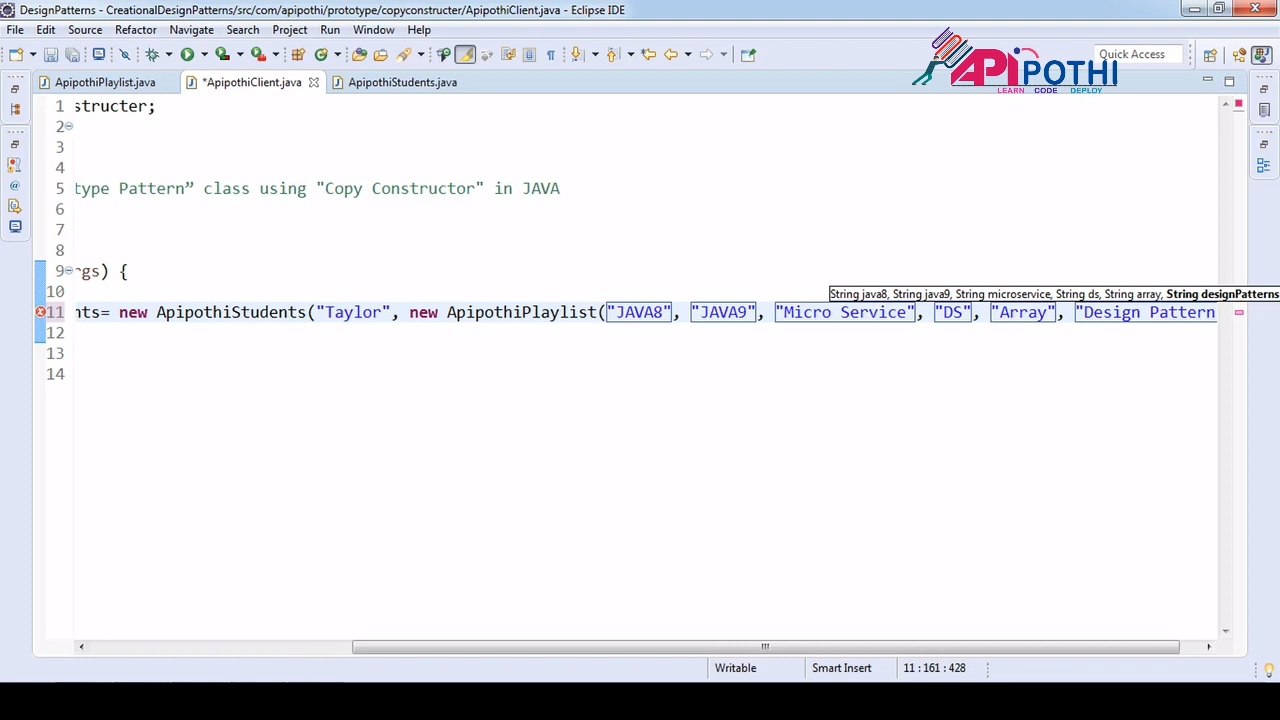 DesignPatterns - CreationalDesignPatterns/src/com/apipothi/prototype/copyconstructer/ApipothiClient.java - Eclipse IDE
File Edit Source Refactor Navigate Search Project Run Window Help
Quick Access
APIPOTHI
LEARN CODE DEPLOY
ApipothiPlaylist.java *ApipothiClient.java ApipothiStudents.java
1 structer;
2
3
4
5 type Pattern” class using "Copy Constructor" in JAVA
6
7
8
9 rgs) {
10
String java8, String java9, String microservice, String ds, String array, String designPatterns
11 nts= new ApipothiStudents("Taylor", new ApipothiPlaylist("JAVA8", "JAVA9", "Micro Service", "DS", "Array", "Design Pattern
12
13
14
Writable Smart Insert 11 : 161 : 428